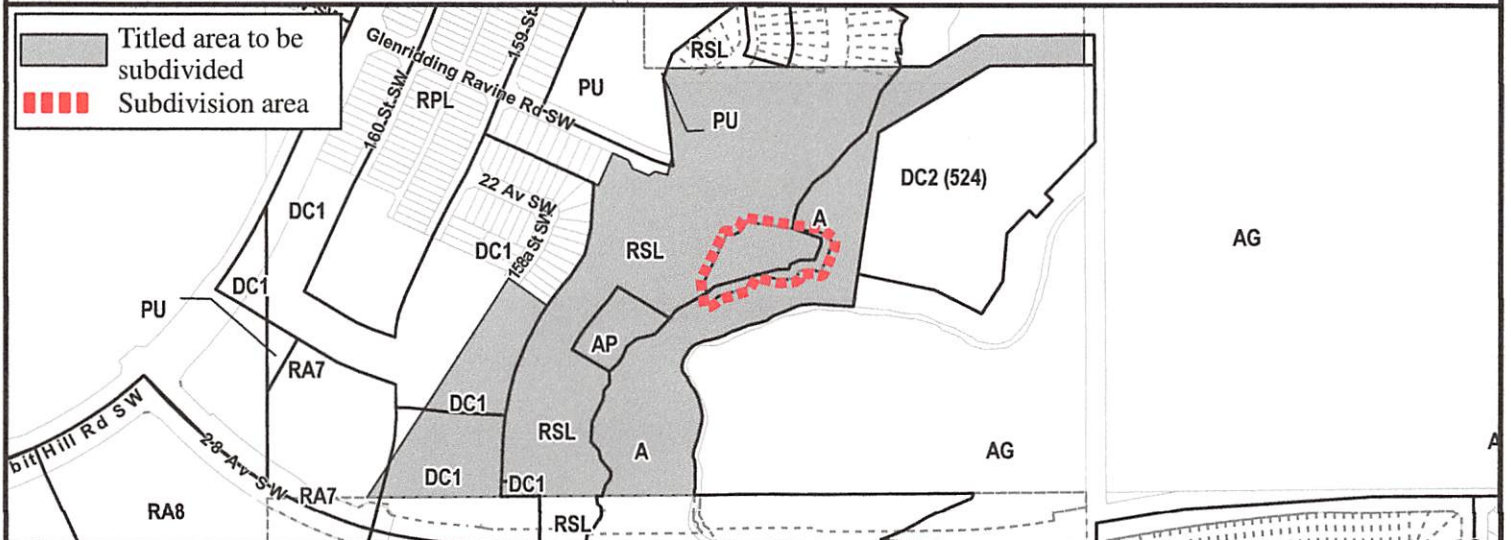 Titled area to be
subdivided
Subdivision area
Glenridding Ravine Rd SW
159 St SW
160 St SW
RPL
PU
RSL
PU
DC2 (524)
22 Av SW
158a St SW
DC1
DC1
RSL
A
AG
DC1
PU
AP
RA7
DC1
RSL
A
AG
bit Hill Rd SW
28 Av SW
DC1
DC1
RA7
RA8
RSL
A